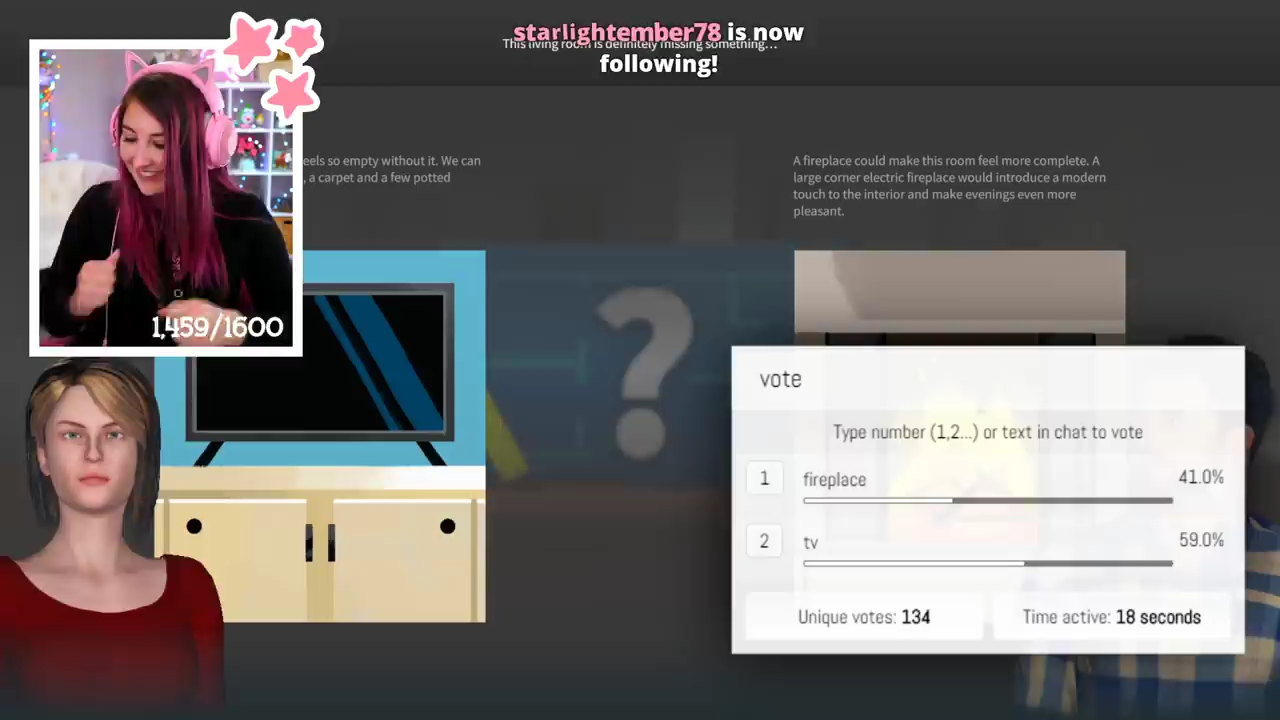 starlightember78 is now
following!
This living room is definitely missing something...
eels so empty without it. We can
, a carpet and a few potted
A fireplace could make this room feel more complete. A
large corner electric fireplace would introduce a modern
touch to the interior and make evenings even more
pleasant.
1,459/1600
?
vote
Type number (1,2...) or text in chat to vote
1 fireplace 41.0%
2 tv 59.0%
Unique votes: 134 Time active: 18 seconds